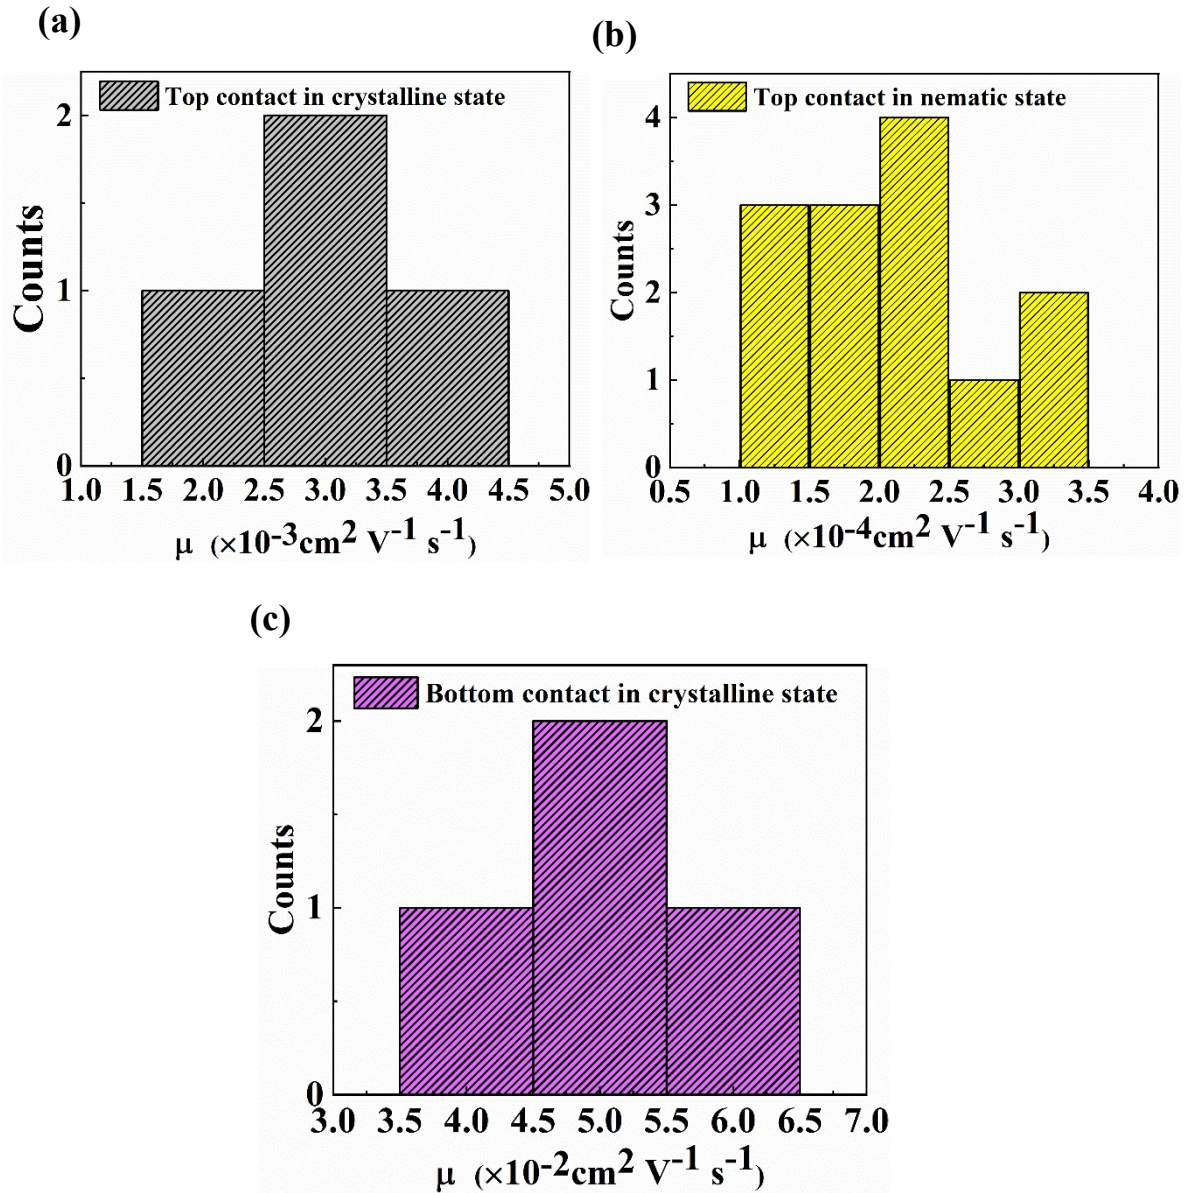 (a)
Top contact in crystalline state
Counts
2
1
0
1.0 1.5 2.0 2.5 3.0 3.5 4.0 4.5 5.0
μ (×10-3cm2 V-1 s-1)
(b)
Top contact in nematic state
Counts
4
3
2
1
0
0.5 1.0 1.5 2.0 2.5 3.0 3.5 4.0
μ (×10-4cm2 V-1 s-1)
(c)
Bottom contact in crystalline state
Counts
2
1
0
3.0 3.5 4.0 4.5 5.0 5.5 6.0 6.5 7.0
μ (×10-2cm2 V-1 s-1)